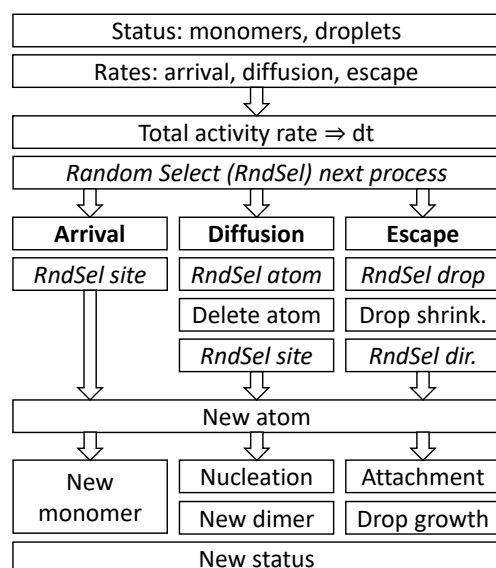 Status: monomers, droplets
Rates: arrival, diffusion, escape
Total activity rate ⇒ dt
Random Select (RndSel) next process
Arrival
Diffusion
Escape
RndSel site
RndSel atom
RndSel drop
Delete atom
Drop shrink.
RndSel site
RndSel dir.
New atom
New
monomer
Nucleation
Attachment
New dimer
Drop growth
New status